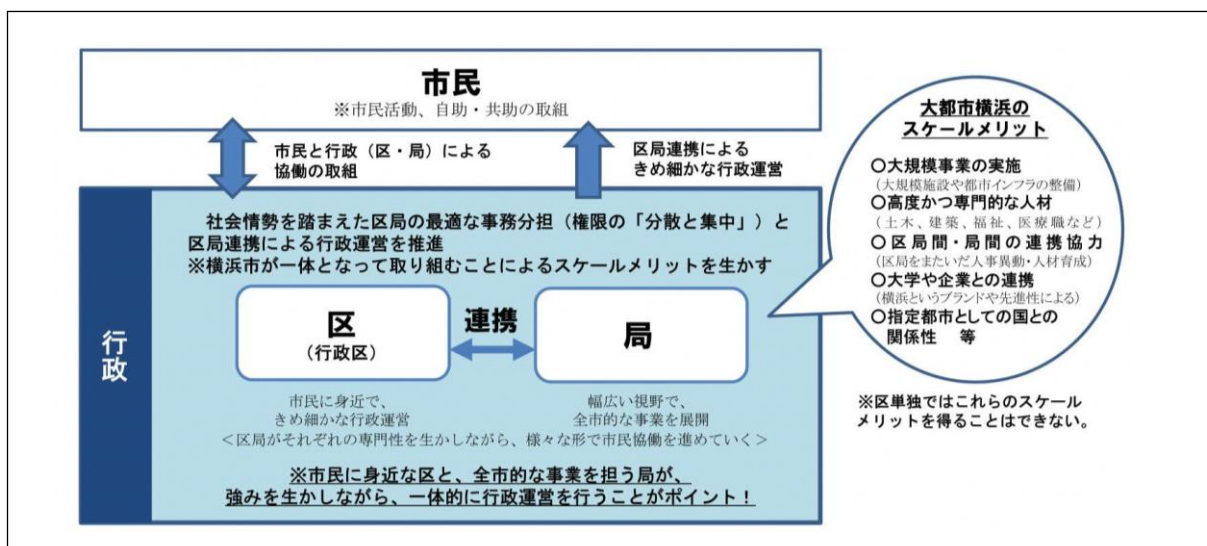 市民
※市民活動、自助・共助の取組
市民と行政（区・局）による
協働の取組
区局連携による
きめ細かな行政運営
行政
社会情勢を踏まえた区局の最適な事務分担（権限の「分散と集中」）と
区局連携による行政運営を推進
※横浜市が一体となって取り組むことによるスケールメリットを生かす
区
（行政区）
連携
局
市民に身近で、
きめ細かな行政運営
幅広い視野で、
全市的な事業を展開
＜区局がそれぞれの専門性を生かしながら、様々な形で市民協働を進めていく＞
※市民に身近な区と、全市的な事業を担う局が、
強みを生かしながら、一体的に行政運営を行うことがポイント！
大都市横浜の
スケールメリット
〇大規模事業の実施
（大規模施設や都市インフラの整備）
〇高度かつ専門的な人材
（土木、建築、福祉、医療職など）
〇区局間・局間の連携協力
（区局をまたいだ人事異動・人材育成）
〇大学や企業との連携
（横浜というブランドや先進性による）
〇指定都市としての国との
関係性　等
※区単独ではこれらのスケール
メリットを得ることはできない。